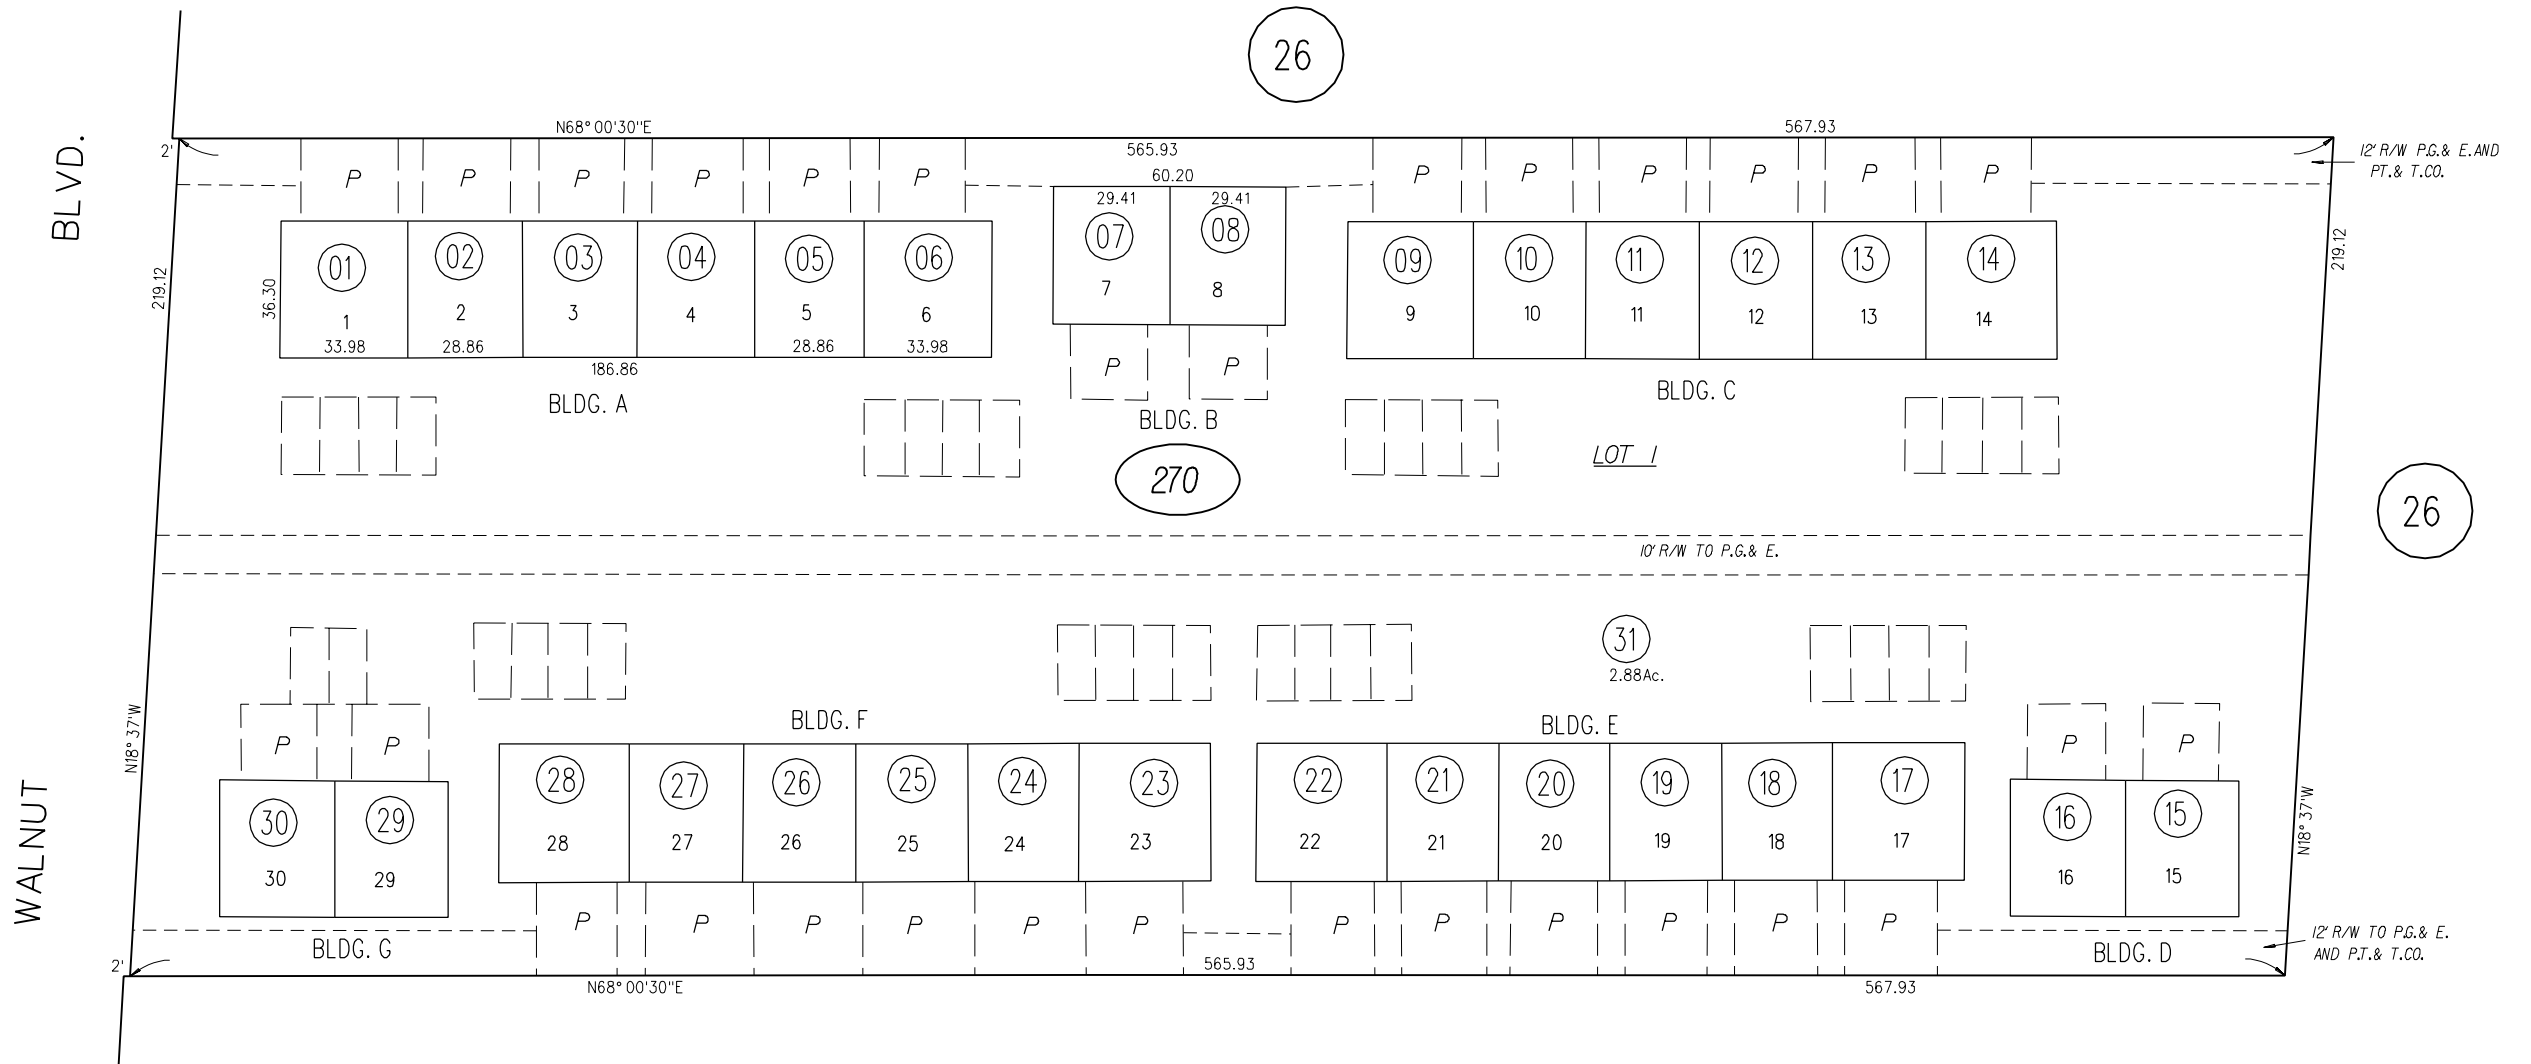 26
N68°00'30"E
567.93
2'
565.93
12' R/W P.G.& E.AND
PT.& T.CO.
BLVD.
P P P P P P
60.20
P P P P P P
29.41 29.41
01 02 03 04 05 06 07 08 09 10 11 12 13 14
219.12
219.12
36.30
1 2 3 4 5 6 7 8 9 10 11 12 13 14
33.98 28.86 28.86 33.98
186.86
P P
BLDG. A
BLDG. B
BLDG. C
270
LOT 1
26
10' R/W TO P.G.& E.
31
2.88Ac.
N18°37'W
BLDG. F
BLDG. E
P P
P P
WALNUT
28 27 26 25 24 23 22 21 20 19 18 17
30 29
16 15
N18°37'W
28 27 26 25 24 23 22 21 20 19 18 17
30 29
16 15
P P P P P P
P P P P P P
BLDG. G
BLDG. D
12' R/W TO P.G.& E.
AND P.T.& T.CO.
2'
565.93
N68°00'30"E
567.93